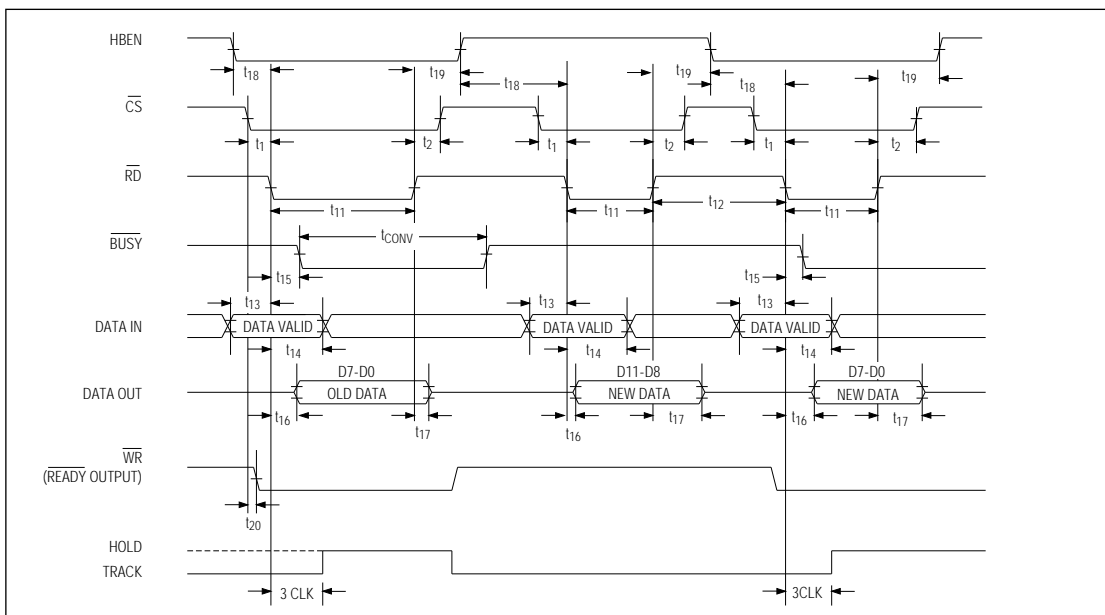 HBEN
t18 t19 t18 t19 t18 t19
CS
t1 t2 t1 t2 t1 t2
RD
t11 t11 t12 t11
BUSY
tCONV
t15 t15
t13 t13 t13
DATA IN DATA VALID DATA VALID DATA VALID
t14 t14 t14
D7-D0 D11-D8 D7-D0
DATA OUT OLD DATA NEW DATA NEW DATA
t16 t17 t16 t17 t16 t17
WR
(READY OUTPUT)
t20
HOLD
TRACK
3 CLK 3CLK